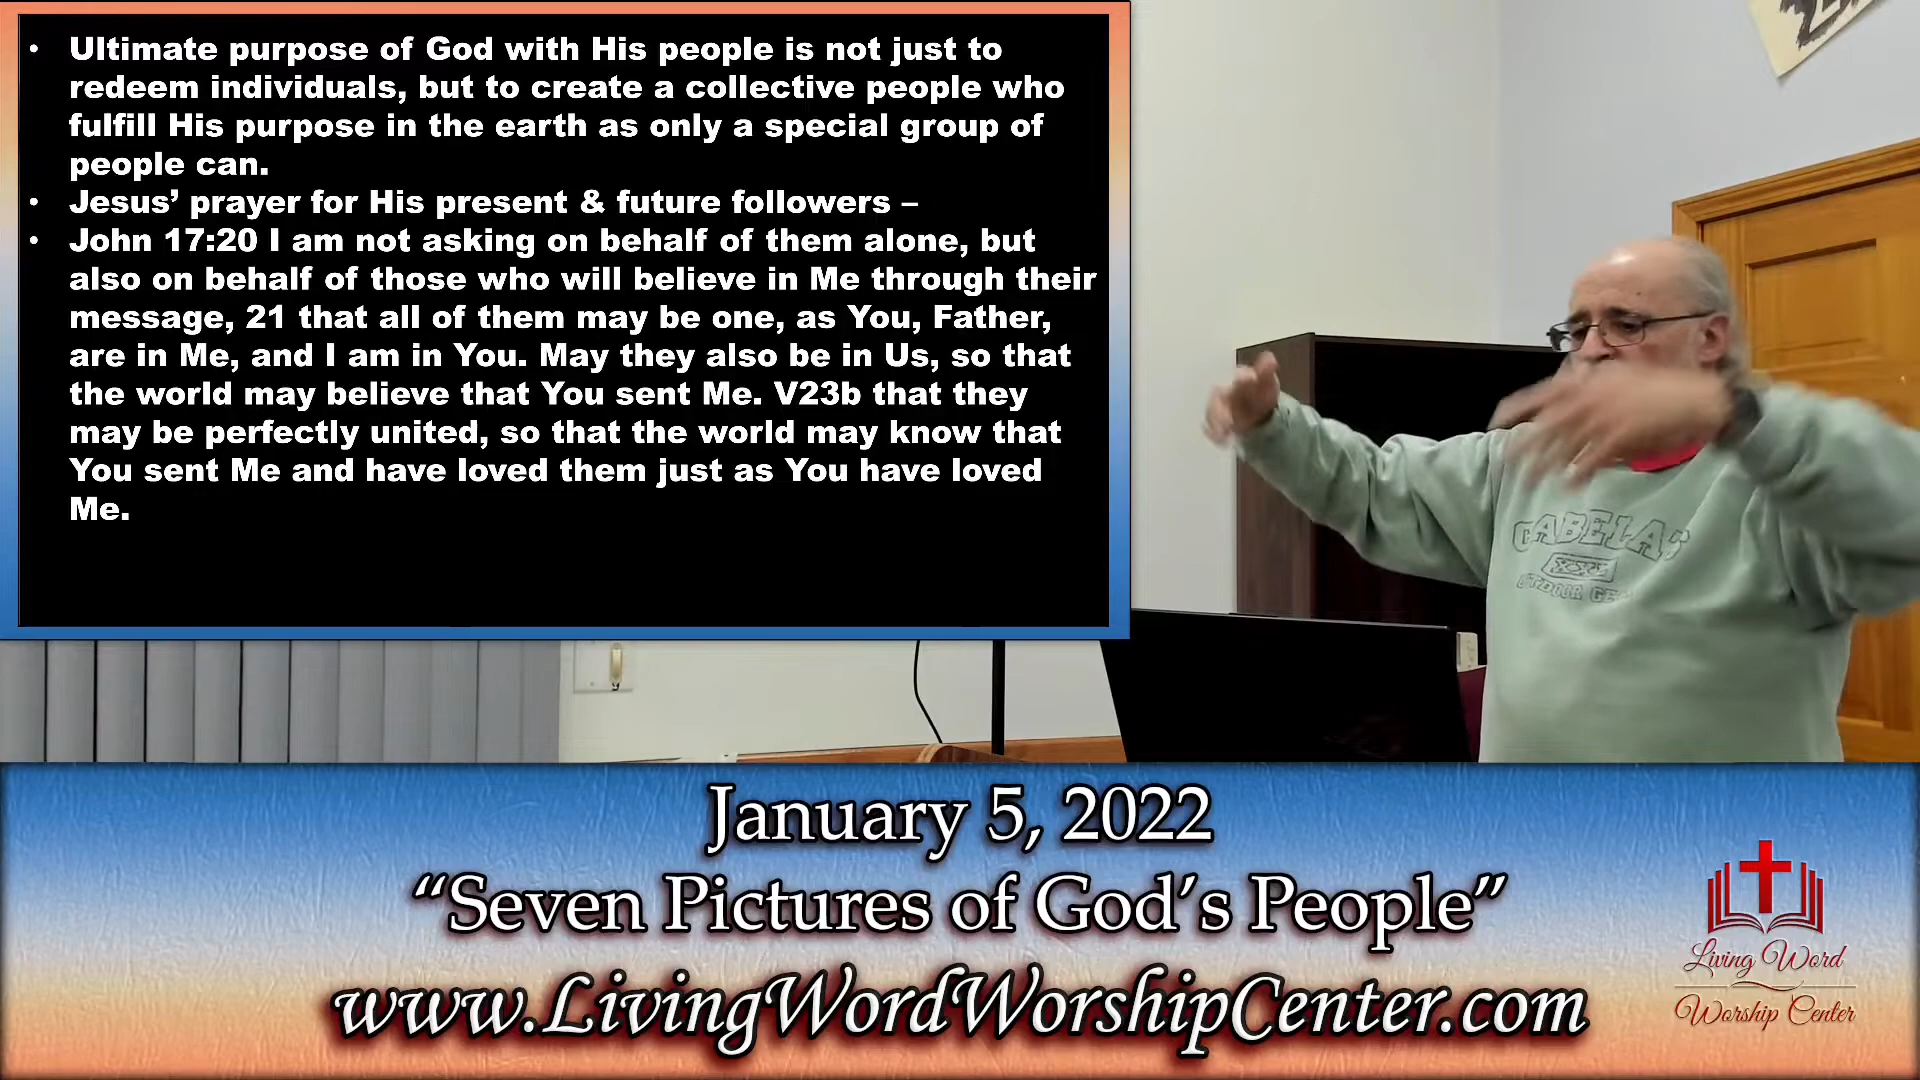 • Ultimate purpose of God with His people is not just to
redeem individuals, but to create a collective people who
fulfill His purpose in the earth as only a special group of
people can.
• Jesus’ prayer for His present & future followers –
• John 17:20 I am not asking on behalf of them alone, but
also on behalf of those who will believe in Me through their
message, 21 that all of them may be one, as You, Father,
are in Me, and I am in You. May they also be in Us, so that
the world may believe that You sent Me. V23b that they
may be perfectly united, so that the world may know that
You sent Me and have loved them just as You have loved
Me.
CABELA'S
XXL
OUTDOOR GE
January 5, 2022
“Seven Pictures of God’s People”
www.LivingWordWorshipCenter.com
Living Word
Worship Center